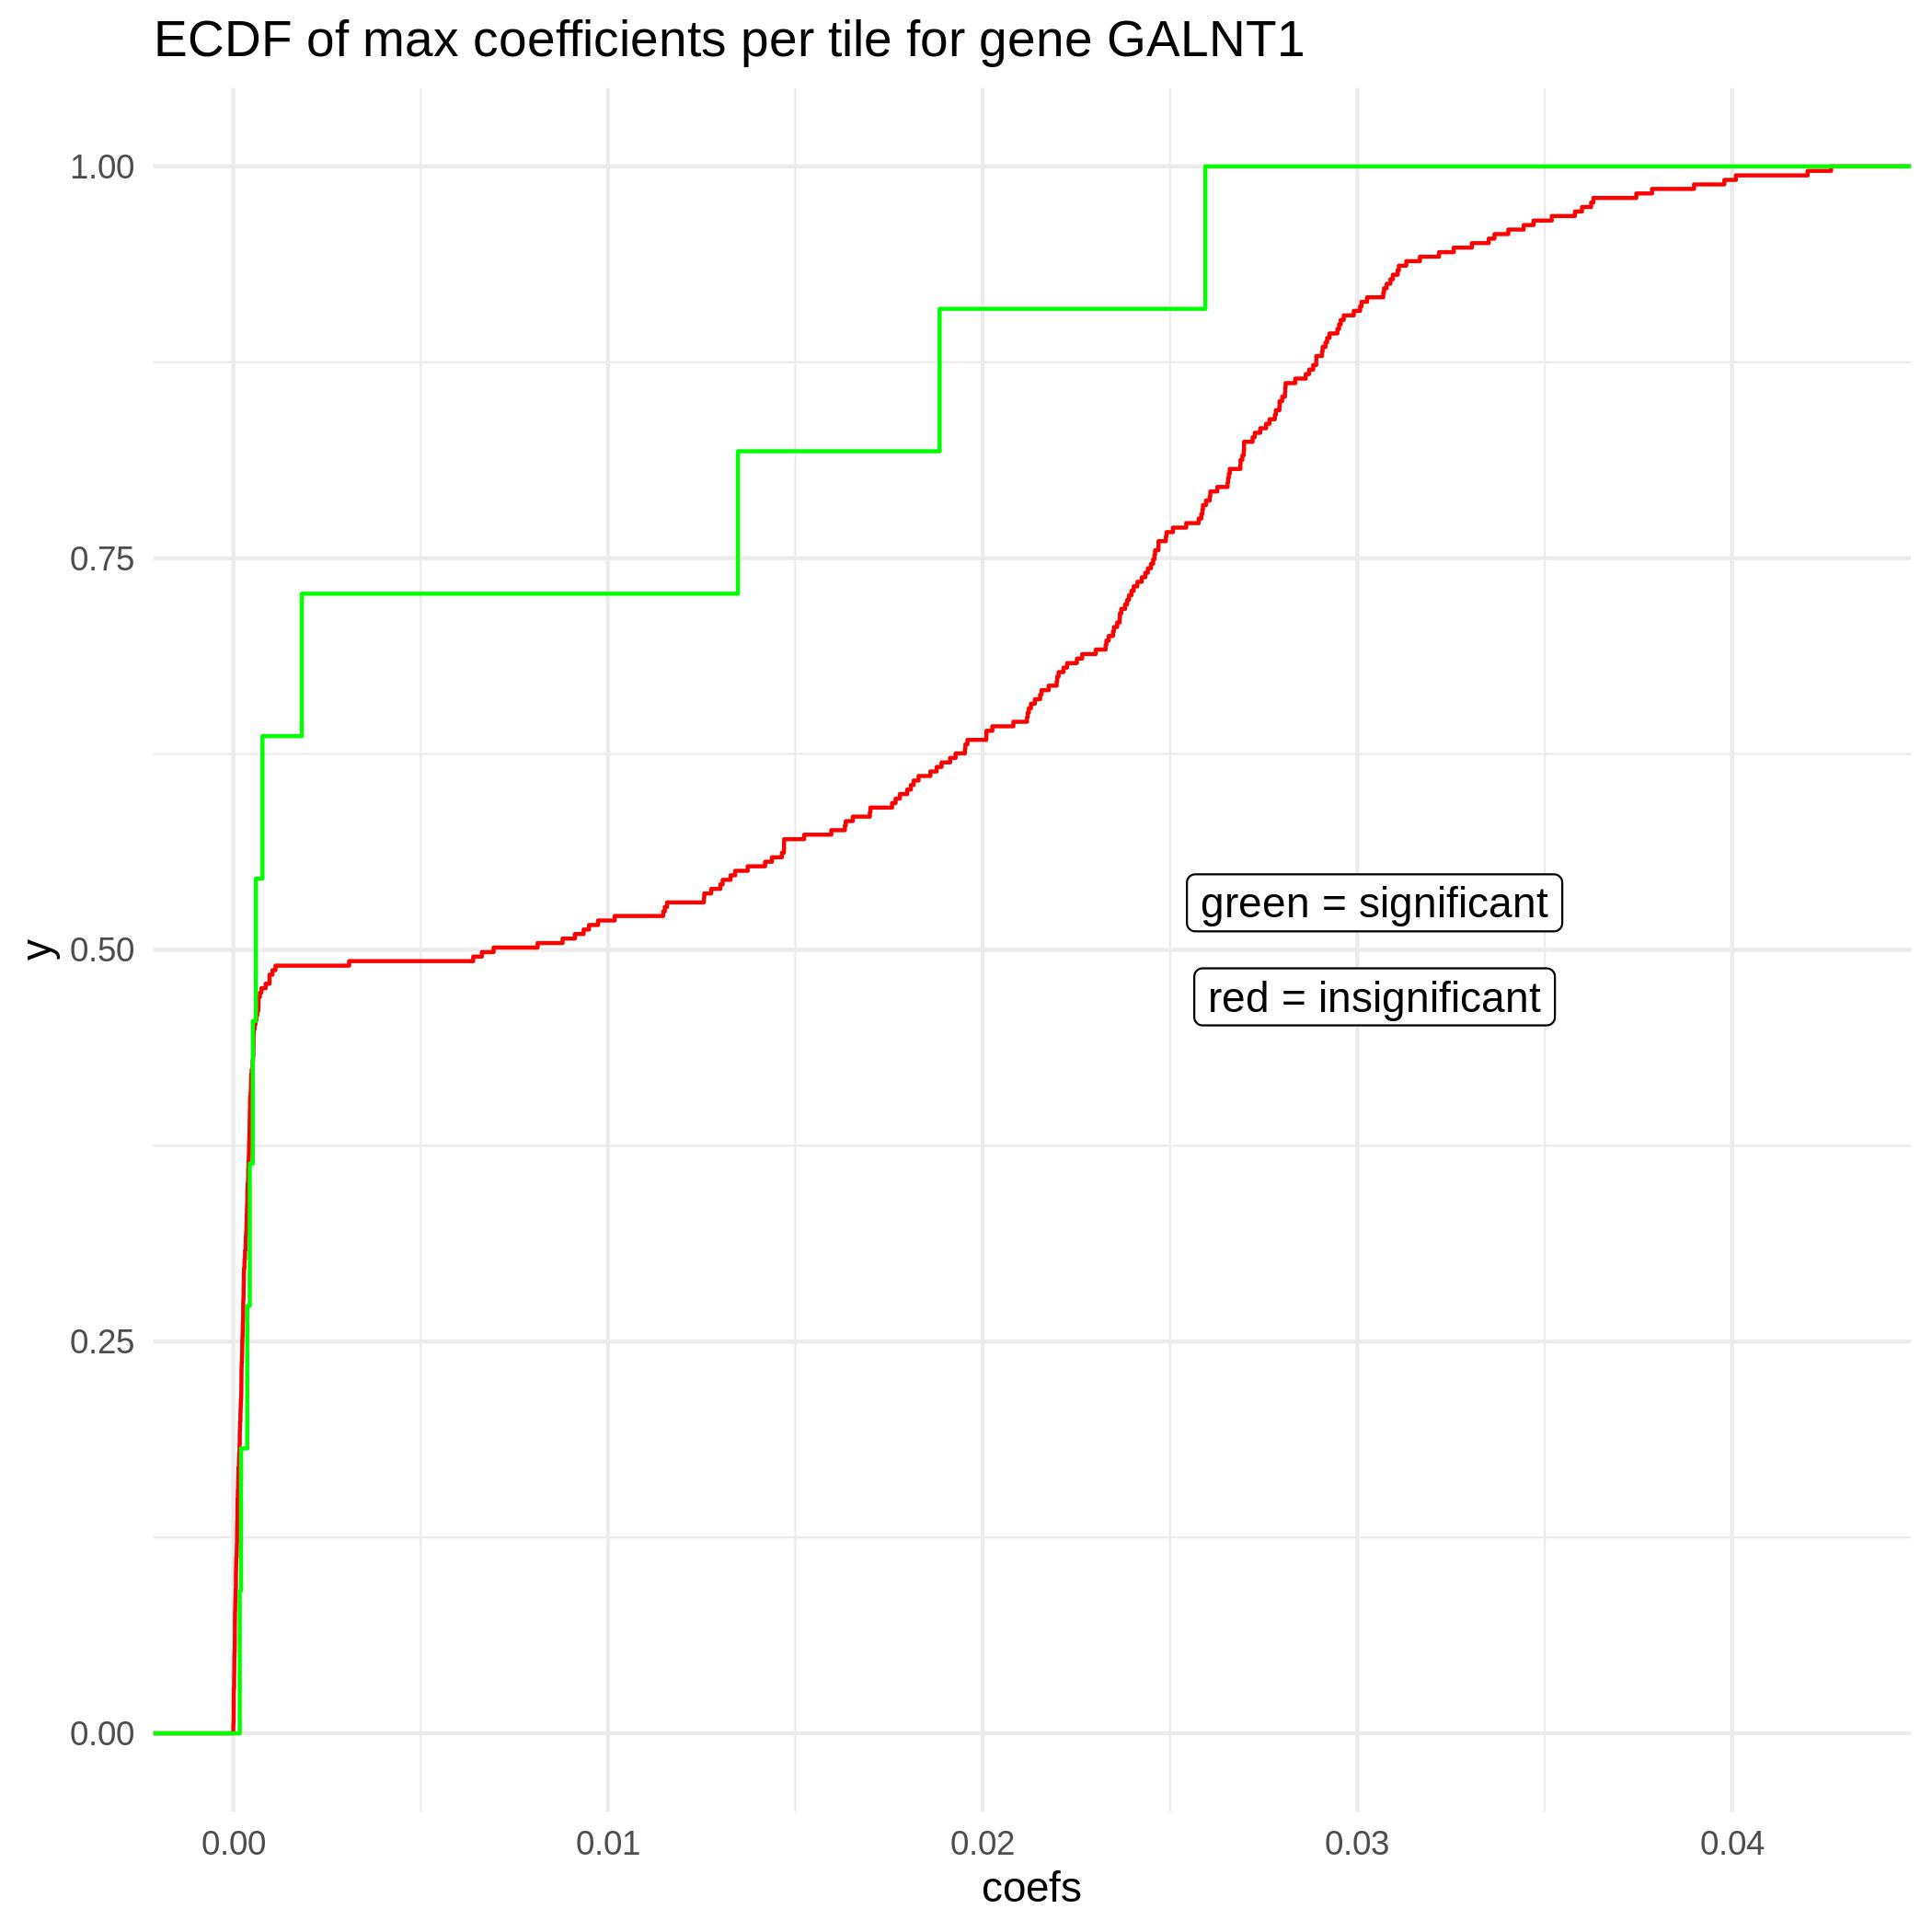 ECDF of max coefficients per tile for gene GALNT1
1.00
0.75
0.50
0.25
0.00
y
green = significant
red = insignificant
0.00 0.01 0.02 0.03 0.04
coefs